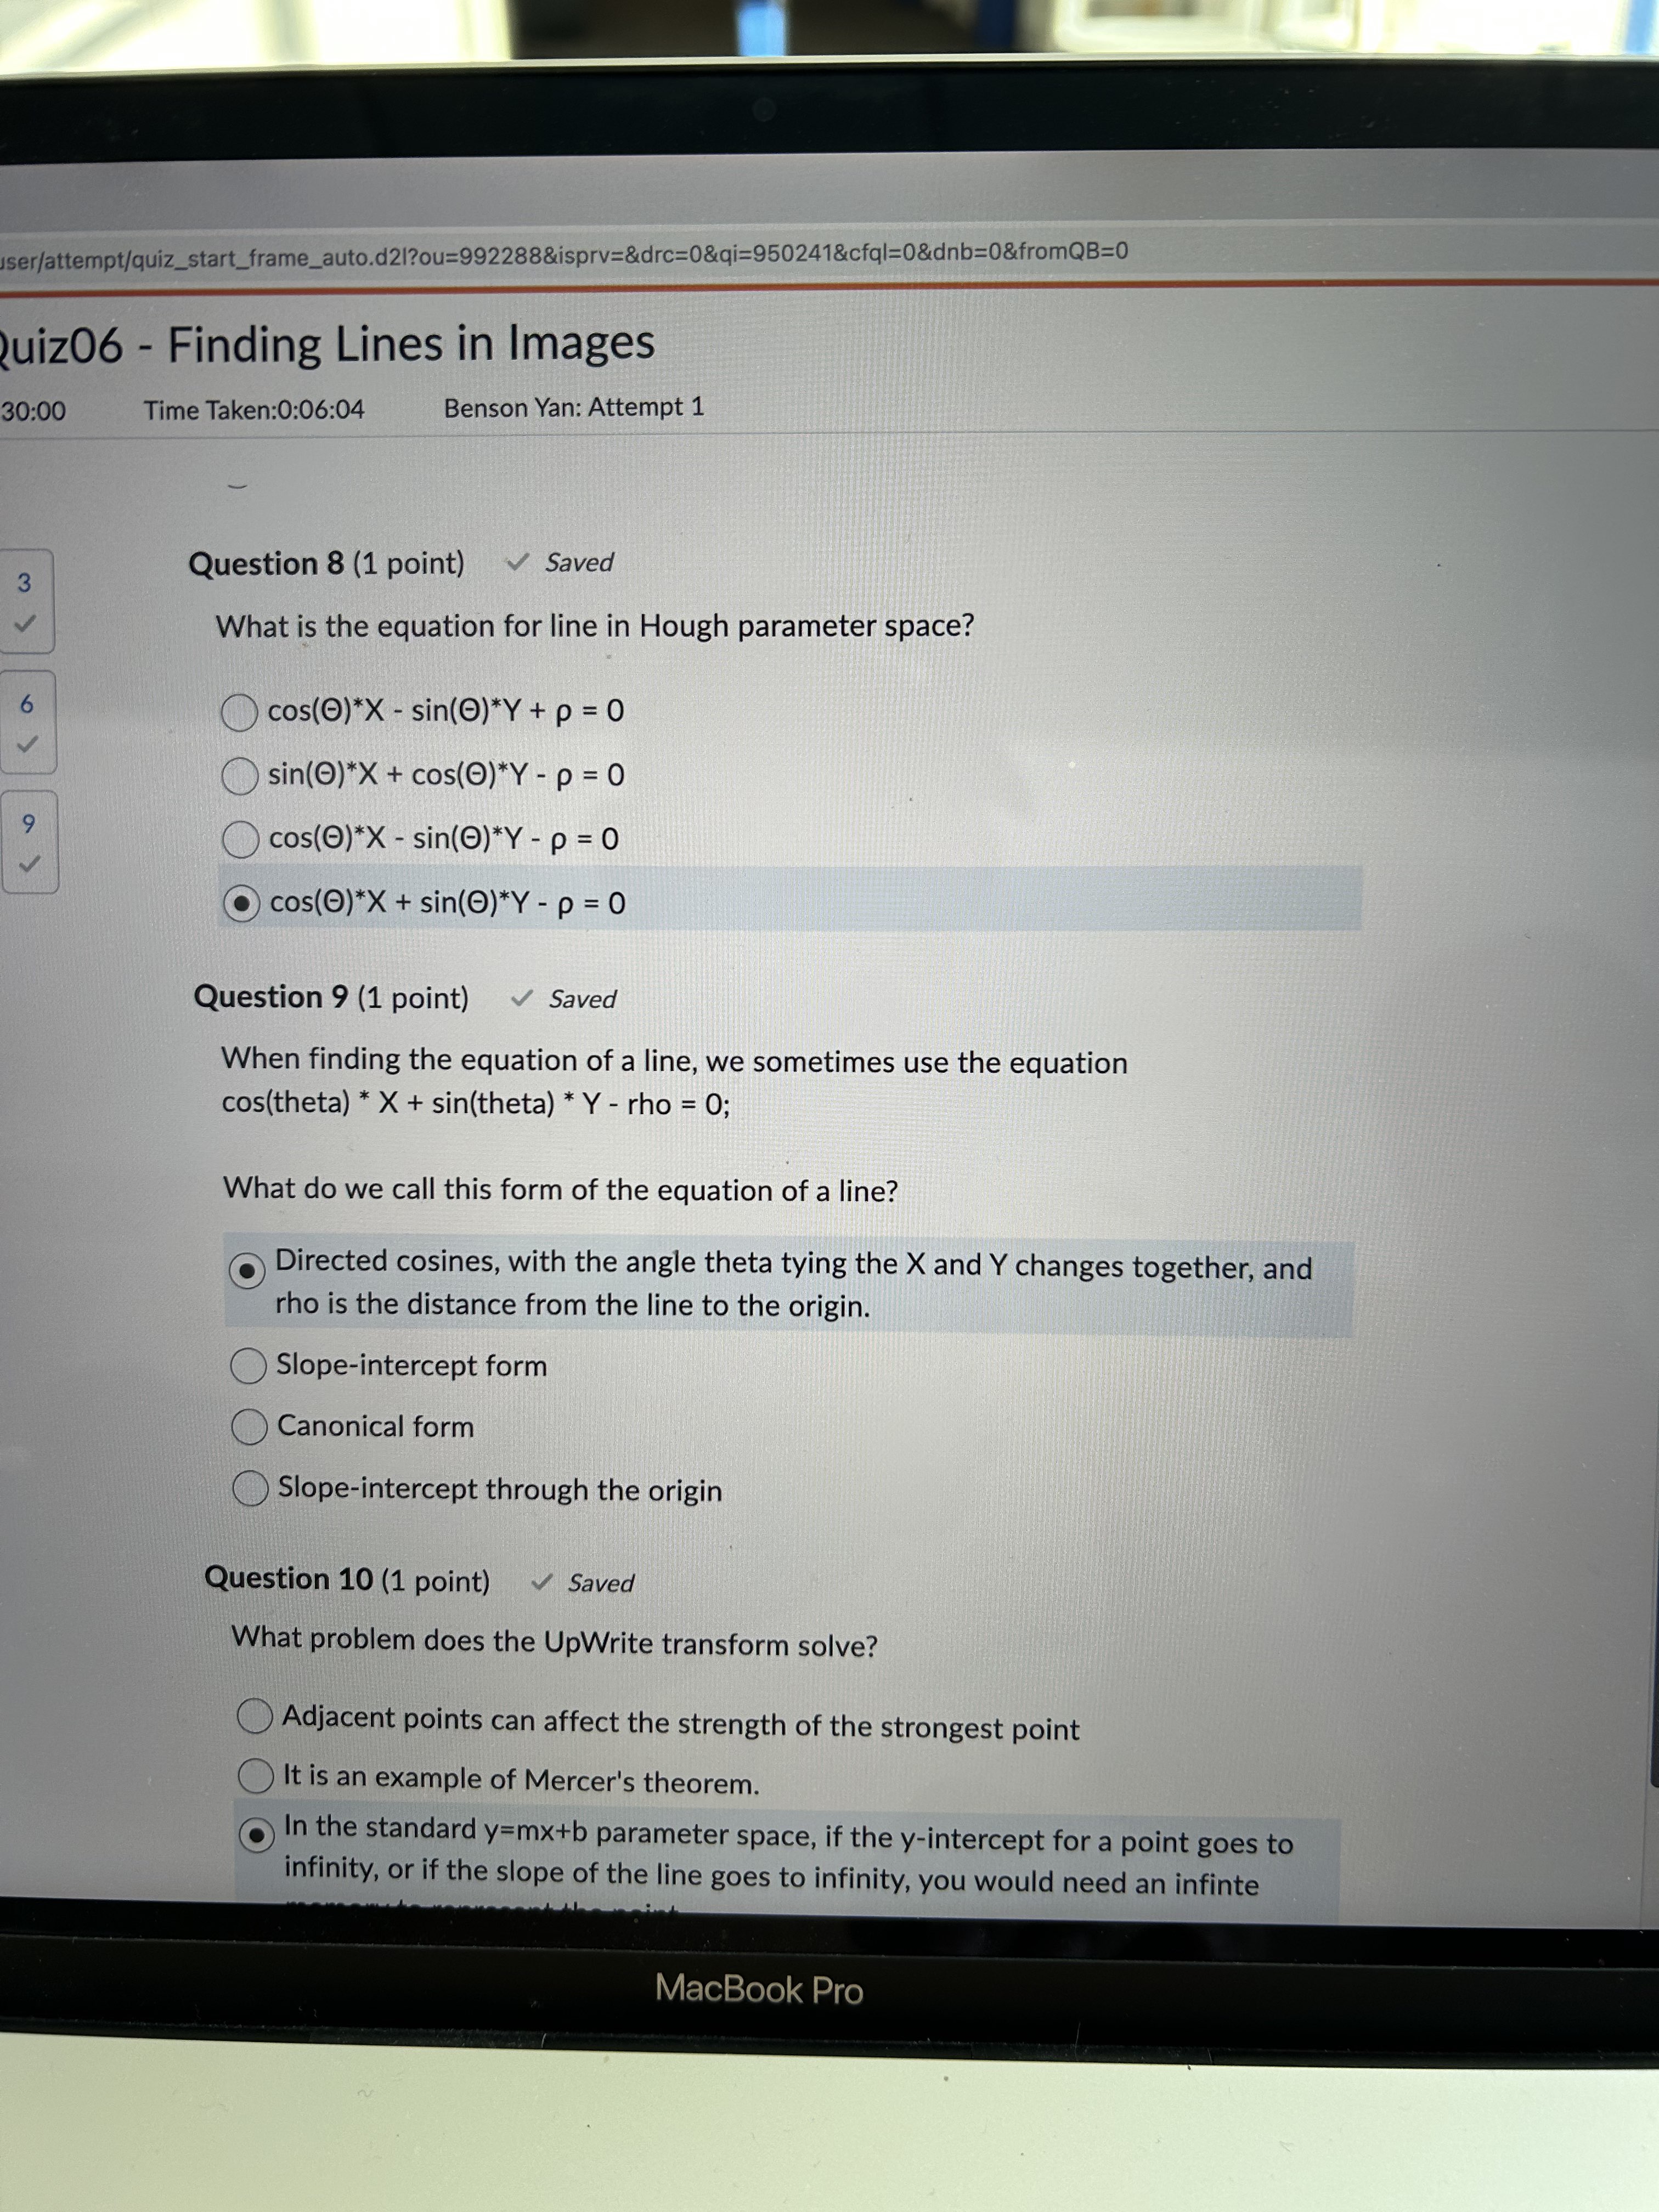 user/attempt/quiz_start_frame_auto.d2l?ou=992288&isprv=&drc=0&qi=950241&cfql=0&dnb=0&fromQB=0
Quiz06 - Finding Lines in Images
30:00 Time Taken:0:06:04 Benson Yan: Attempt 1
3
6
9
Question 8 (1 point) Saved
What is the equation for line in Hough parameter space?
cos(Θ)*X - sin(Θ)*Y + ρ = 0
sin(Θ)*X + cos(Θ)*Y - ρ = 0
cos(Θ)*X - sin(Θ)*Y - ρ = 0
cos(Θ)*X + sin(Θ)*Y - ρ = 0
Question 9 (1 point) Saved
When finding the equation of a line, we sometimes use the equation
cos(theta) * X + sin(theta) * Y - rho = 0;
What do we call this form of the equation of a line?
Directed cosines, with the angle theta tying the X and Y changes together, and
rho is the distance from the line to the origin.
Slope-intercept form
Canonical form
Slope-intercept through the origin
Question 10 (1 point) Saved
What problem does the UpWrite transform solve?
Adjacent points can affect the strength of the strongest point
It is an example of Mercer's theorem.
In the standard y=mx+b parameter space, if the y-intercept for a point goes to
infinity, or if the slope of the line goes to infinity, you would need an infinte
MacBook Pro